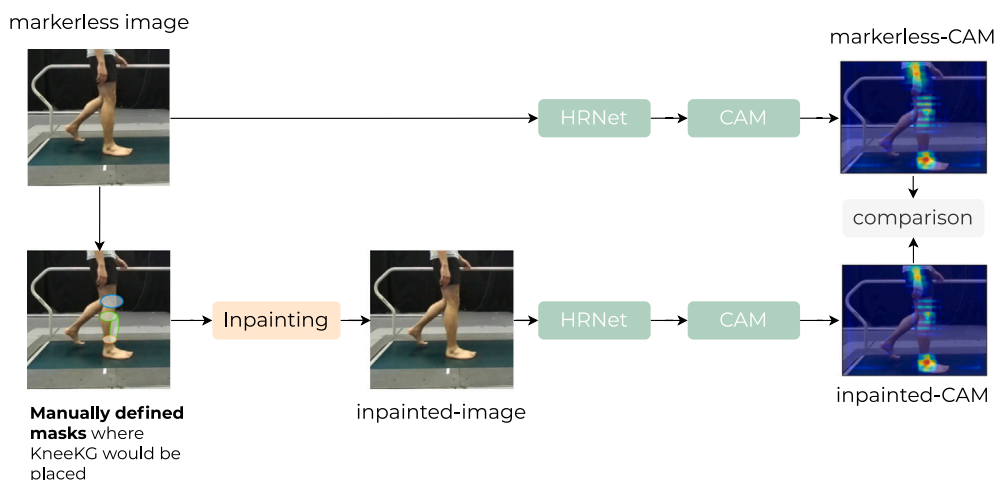 markerless image
markerless-CAM
HRNet
CAM
comparison
Inpainting
HRNet
CAM
Manually defined
masks where
KneeKG would be
placed
inpainted-image
inpainted-CAM